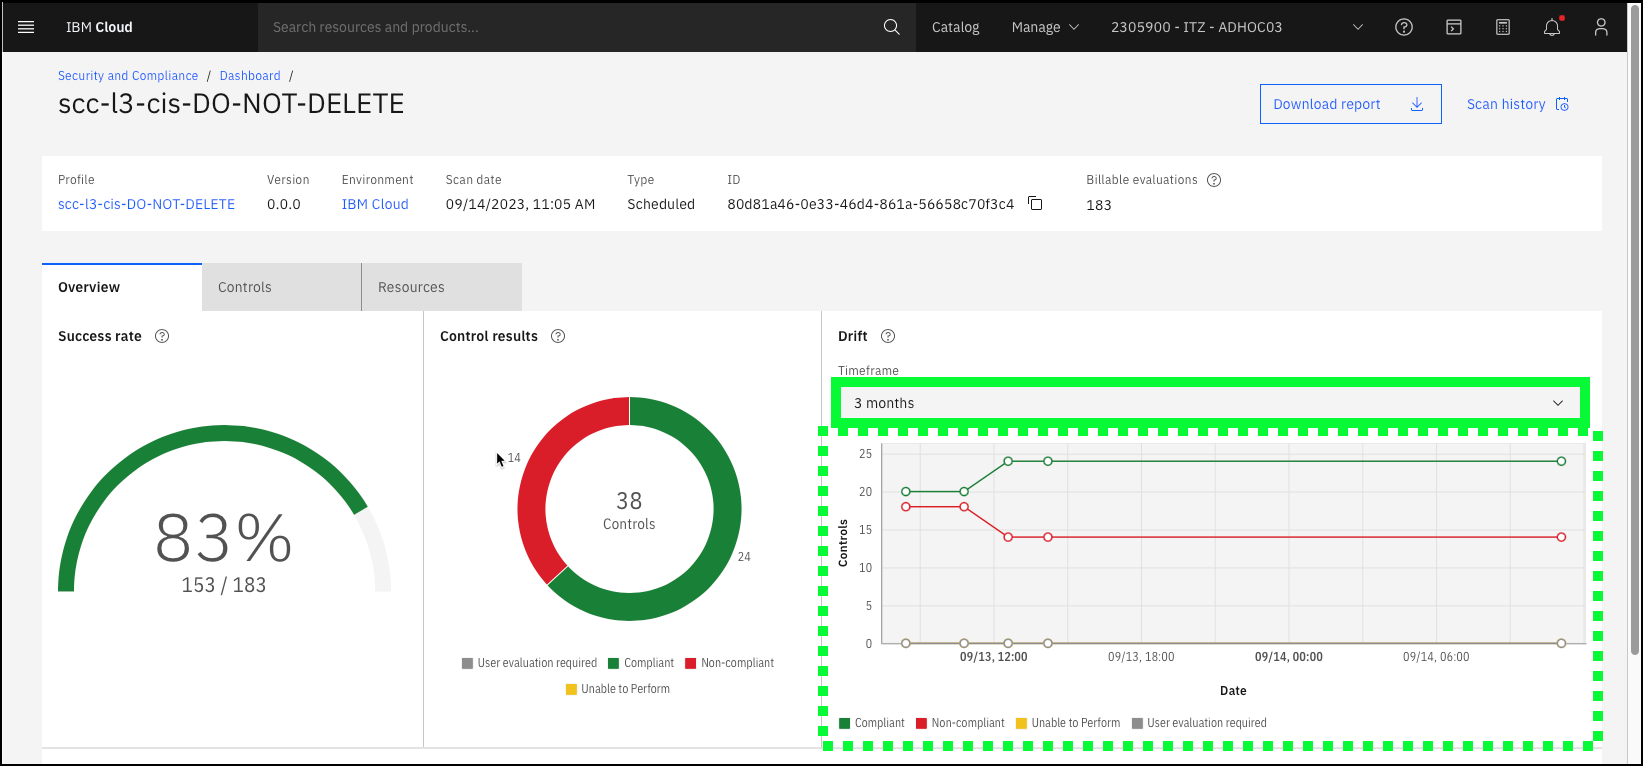 IBM Cloud
Search resources and products...
Catalog
Manage
2305900 - ITZ - ADHOC03
Security and Compliance / Dashboard /
scc-l3-cis-DO-NOT-DELETE
Download report
Scan history
Profile
scc-l3-cis-DO-NOT-DELETE
Version
0.0.0
Environment
IBM Cloud
Scan date
09/14/2023, 11:05 AM
Type
Scheduled
ID
80d81a46-0e33-46d4-861a-56658c70f3c4
Billable evaluations
183
Overview
Controls
Resources
Success rate
83%
153 / 183
Control results
14
38
Controls
24
User evaluation required
Compliant
Non-compliant
Unable to Perform
Drift
Timeframe
3 months
Controls
25
20
15
10
5
0
09/13, 12:00
09/13, 18:00
09/14, 00:00
09/14, 06:00
Date
Compliant
Non-compliant
Unable to Perform
User evaluation required